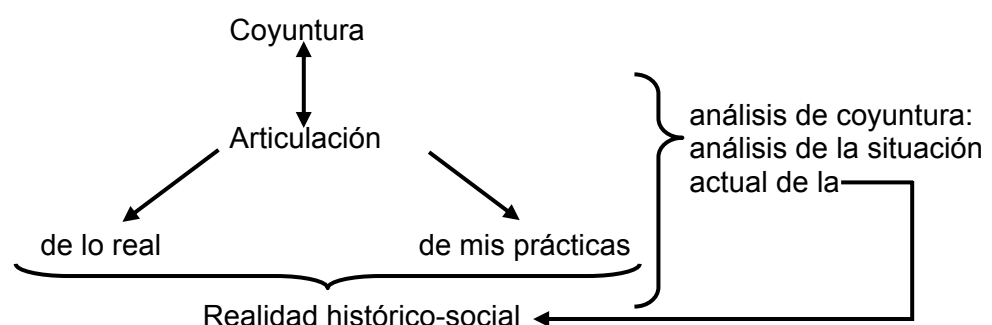 Coyuntura
Articulación
de lo real
de mis prácticas
Realidad histórico-social
análisis de coyuntura:
análisis de la situación
actual de la